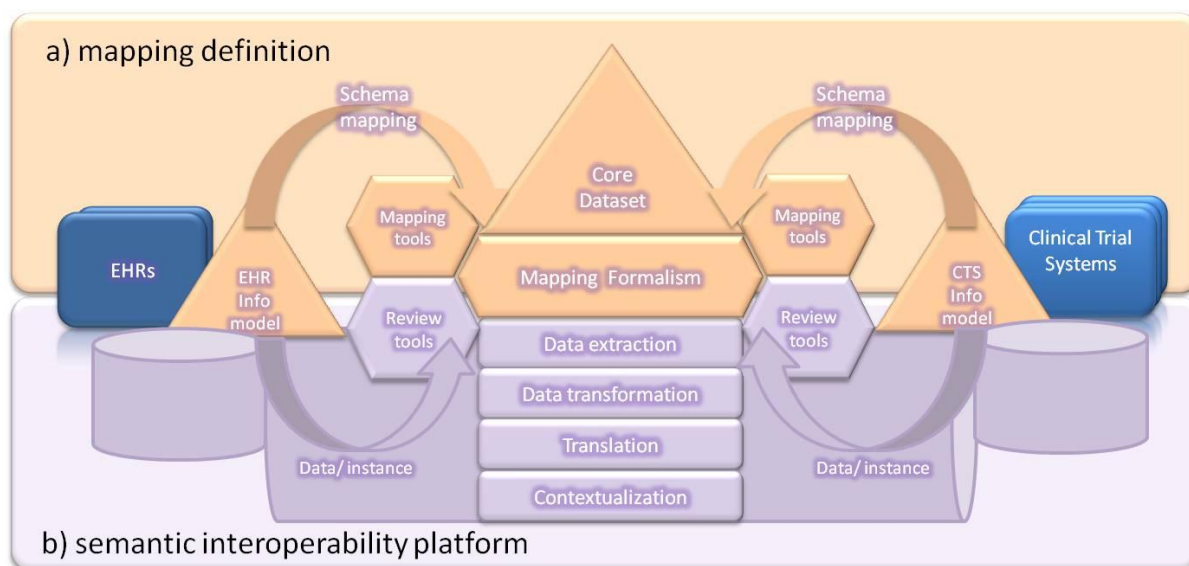 a) mapping definition
Schema
mapping
Schema
mapping
Core
Dataset
Mapping
tools
Mapping
tools
EHRs
Clinical Trial
Systems
EHR
Info
model
Mapping Formalism
CTS
Info
model
Review
tools
Review
tools
Data extraction
Data transformation
Translation
Data/ instance
Data/ instance
Contextualization
b) semantic interoperability platform